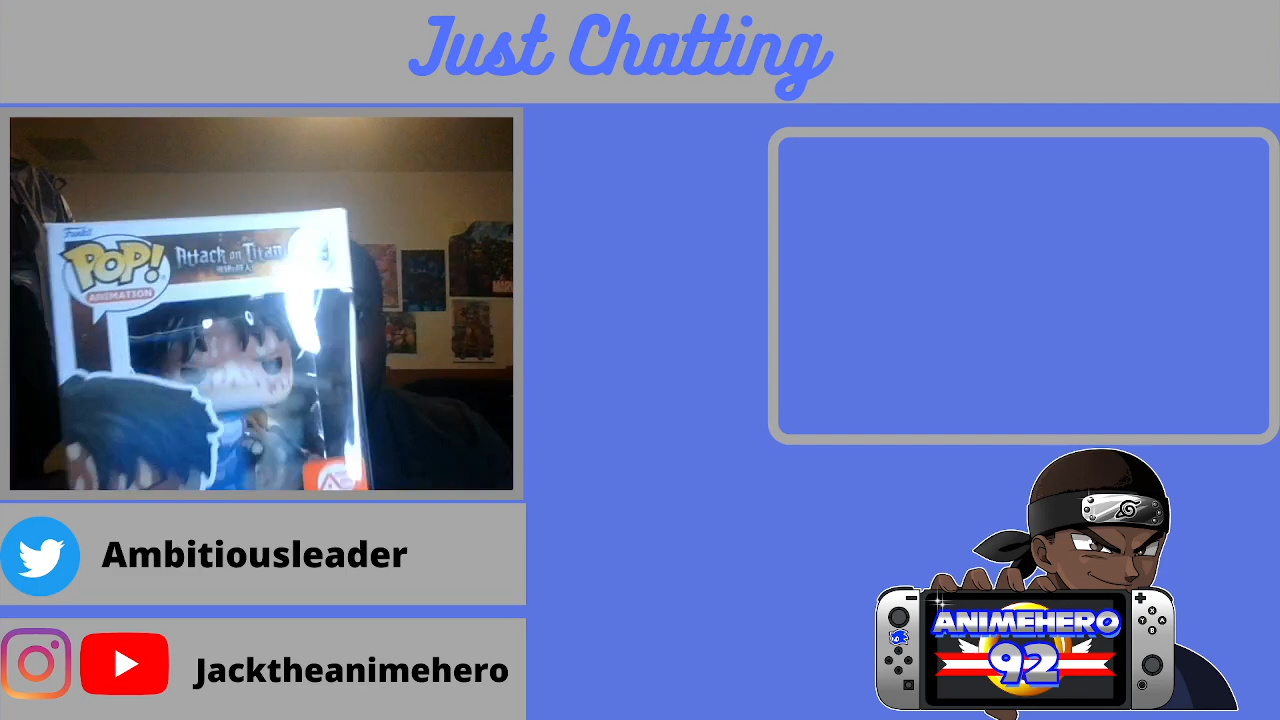 Just Chatting
Funko
POP!
ANIMATION
Attack on Titan
Ambitiousleader
Jacktheanimehero
ANIMEHERO
92